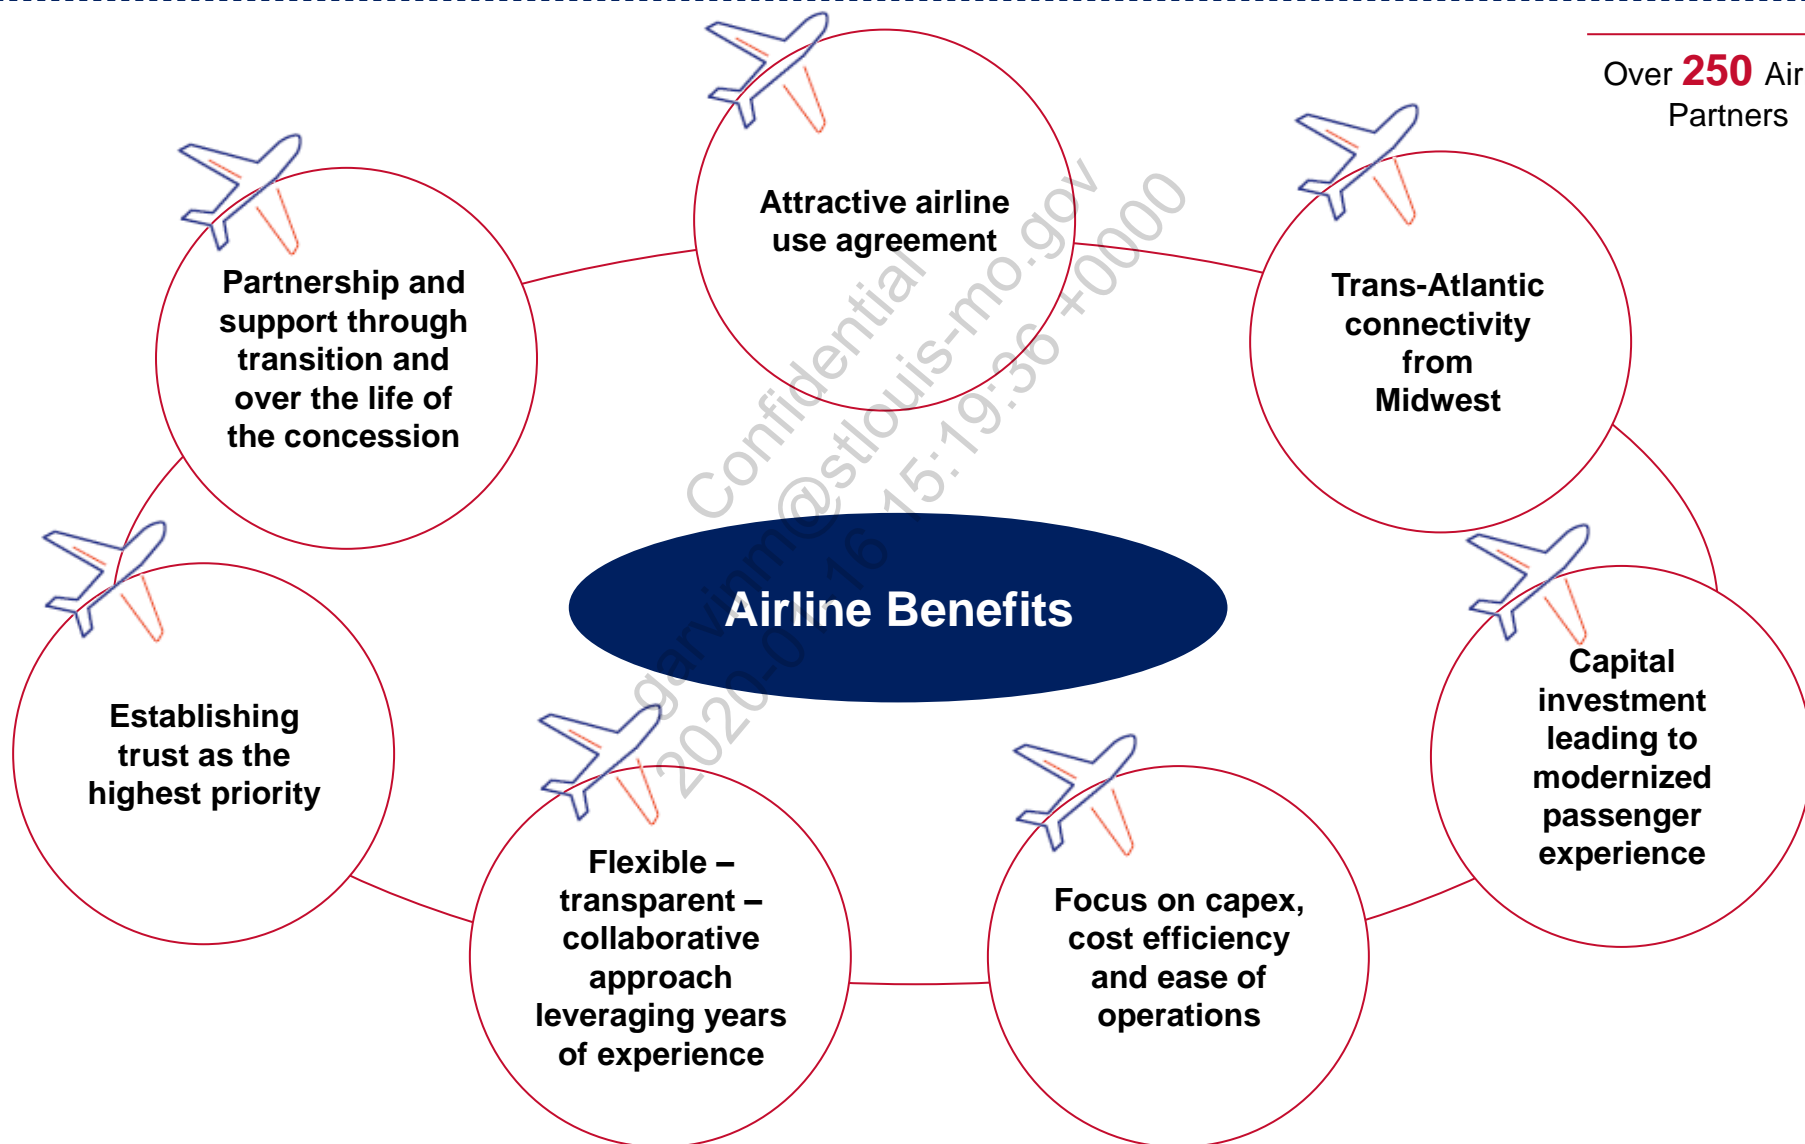 Over 250 Air
Partners
Attractive airline
use agreement
Trans-Atlantic
connectivity
from
Midwest
Partnership and
support through
transition and
over the life of
the concession
Airline Benefits
Capital
investment
leading to
modernized
passenger
experience
Establishing
trust as the
highest priority
Flexible –
transparent –
collaborative
approach
leveraging years
of experience
Focus on capex,
cost efficiency
and ease of
operations
Confidential
garvinm@stlouis-mo.gov
2020-01-16 15:19:36 +0000